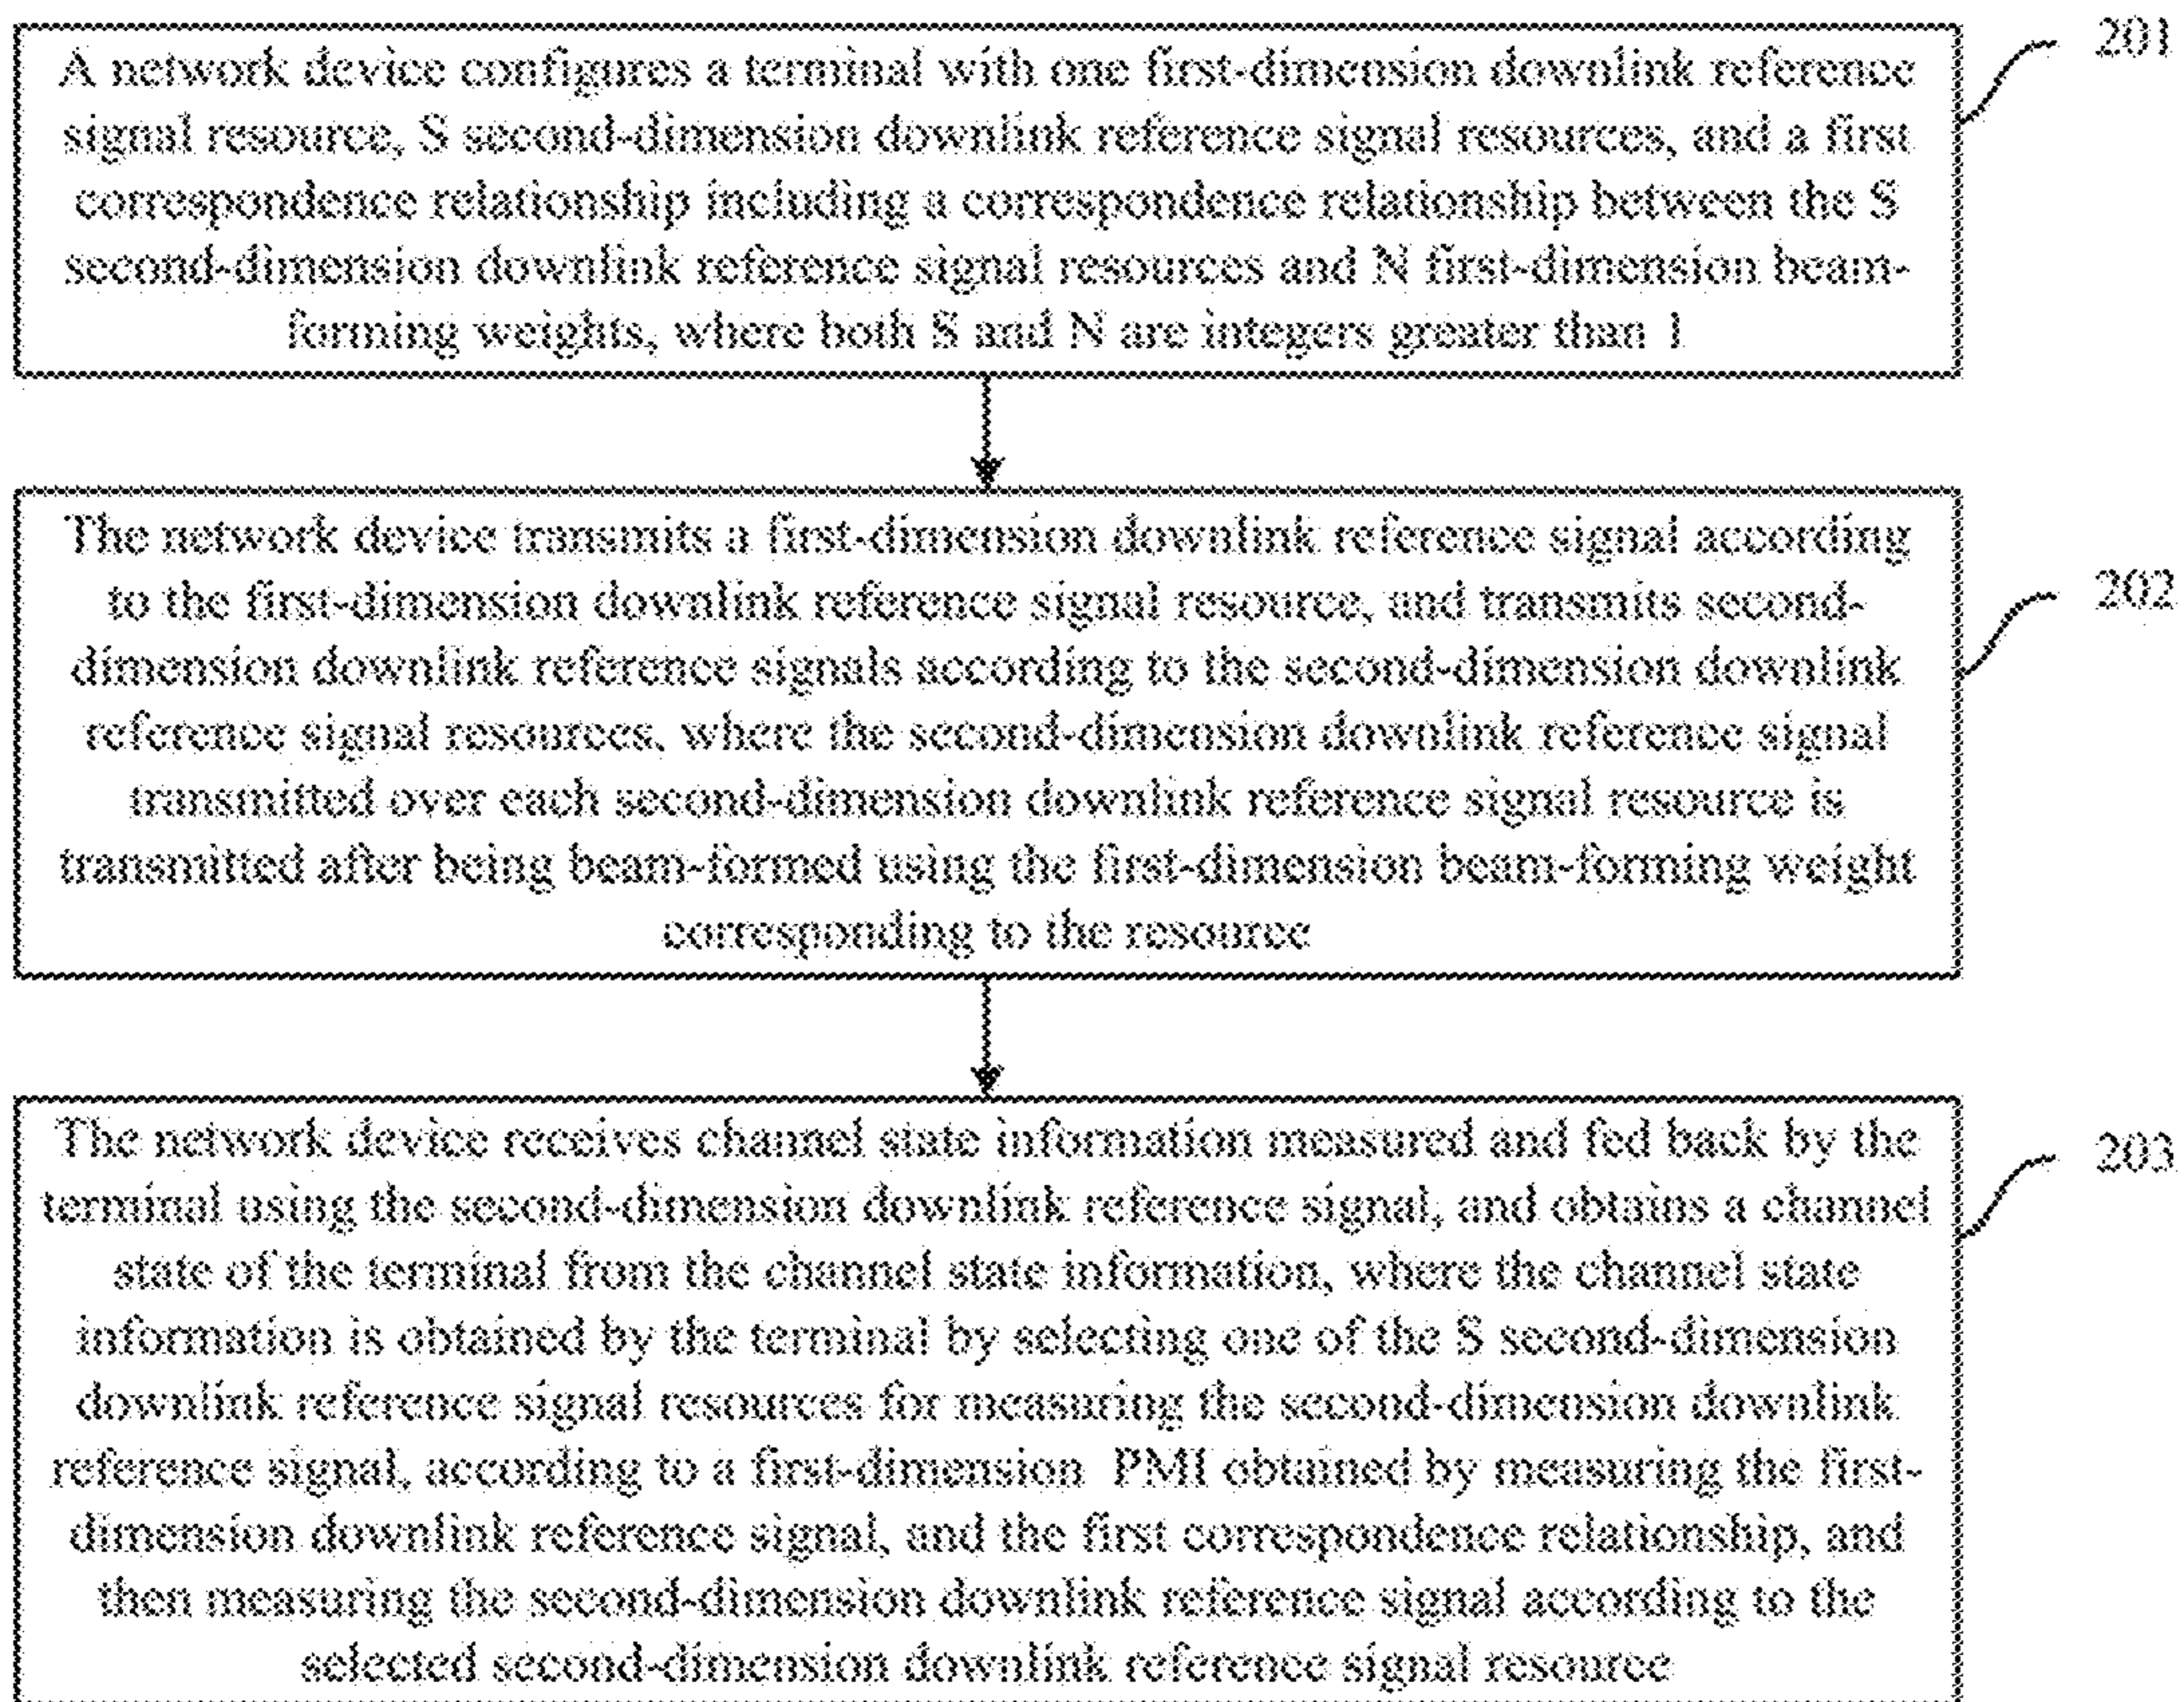 A network device configures a terminal with one first-dimension downlink reference
signal resource, S second-dimension downlink reference signal resources, and a first
correspondence relationship including a correspondence relationship between the S
second-dimension downlink reference signal resources and N first-dimension beam-
forming weights, where both S and N are integers greater than 1
201
The network device transmits a first-dimension downlink reference signal according
to the first-dimension downlink reference signal resource, and transmits second-
dimension downlink reference signals according to the second-dimension downlink
reference signal resources, where the second-dimension downlink reference signal
transmitted over each second-dimension downlink reference signal resource is
transmitted after being beam-formed using the first-dimension beam-forming weight
corresponding to the resource
202
The network device receives channel state information measured and fed back by the
terminal using the second-dimension downlink reference signal, and obtains a channel
state of the terminal from the channel state information, where the channel state
information is obtained by the terminal by selecting one of the S second-dimension
downlink reference signal resources for measuring the second-dimension downlink
reference signal, according to a first-dimension PMI obtained by measuring the first-
dimension downlink reference signal, and the first correspondence relationship, and
then measuring the second-dimension downlink reference signal according to the
selected second-dimension downlink reference signal resource
203